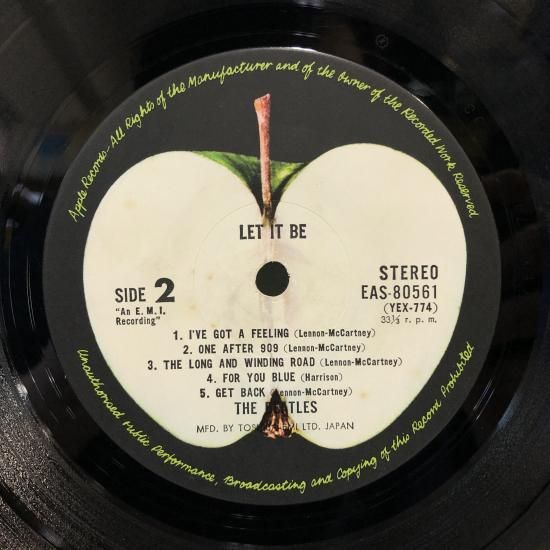 Apple Records-All Rights of the Manufacturer and of the Owner of the Recorded Work Reserved
LET IT BE
SIDE 2
"An E.M.I.
Recording"
STEREO
EAS-80561
(YEX-774)
33⅓ r. p. m.
1. I'VE GOT A FEELING (Lennon-McCartney)
2. ONE AFTER 909 (Lennon-McCartney)
3. THE LONG AND WINDING ROAD (Lennon-McCartney)
4. FOR YOU BLUE (Harrison)
5. GET BACK (Lennon-McCartney)
THE BEATLES
MFD. BY TOSHIBA EMI LTD. JAPAN
Unauthorised Public Performance, Broadcasting and Copying of this Record Prohibited